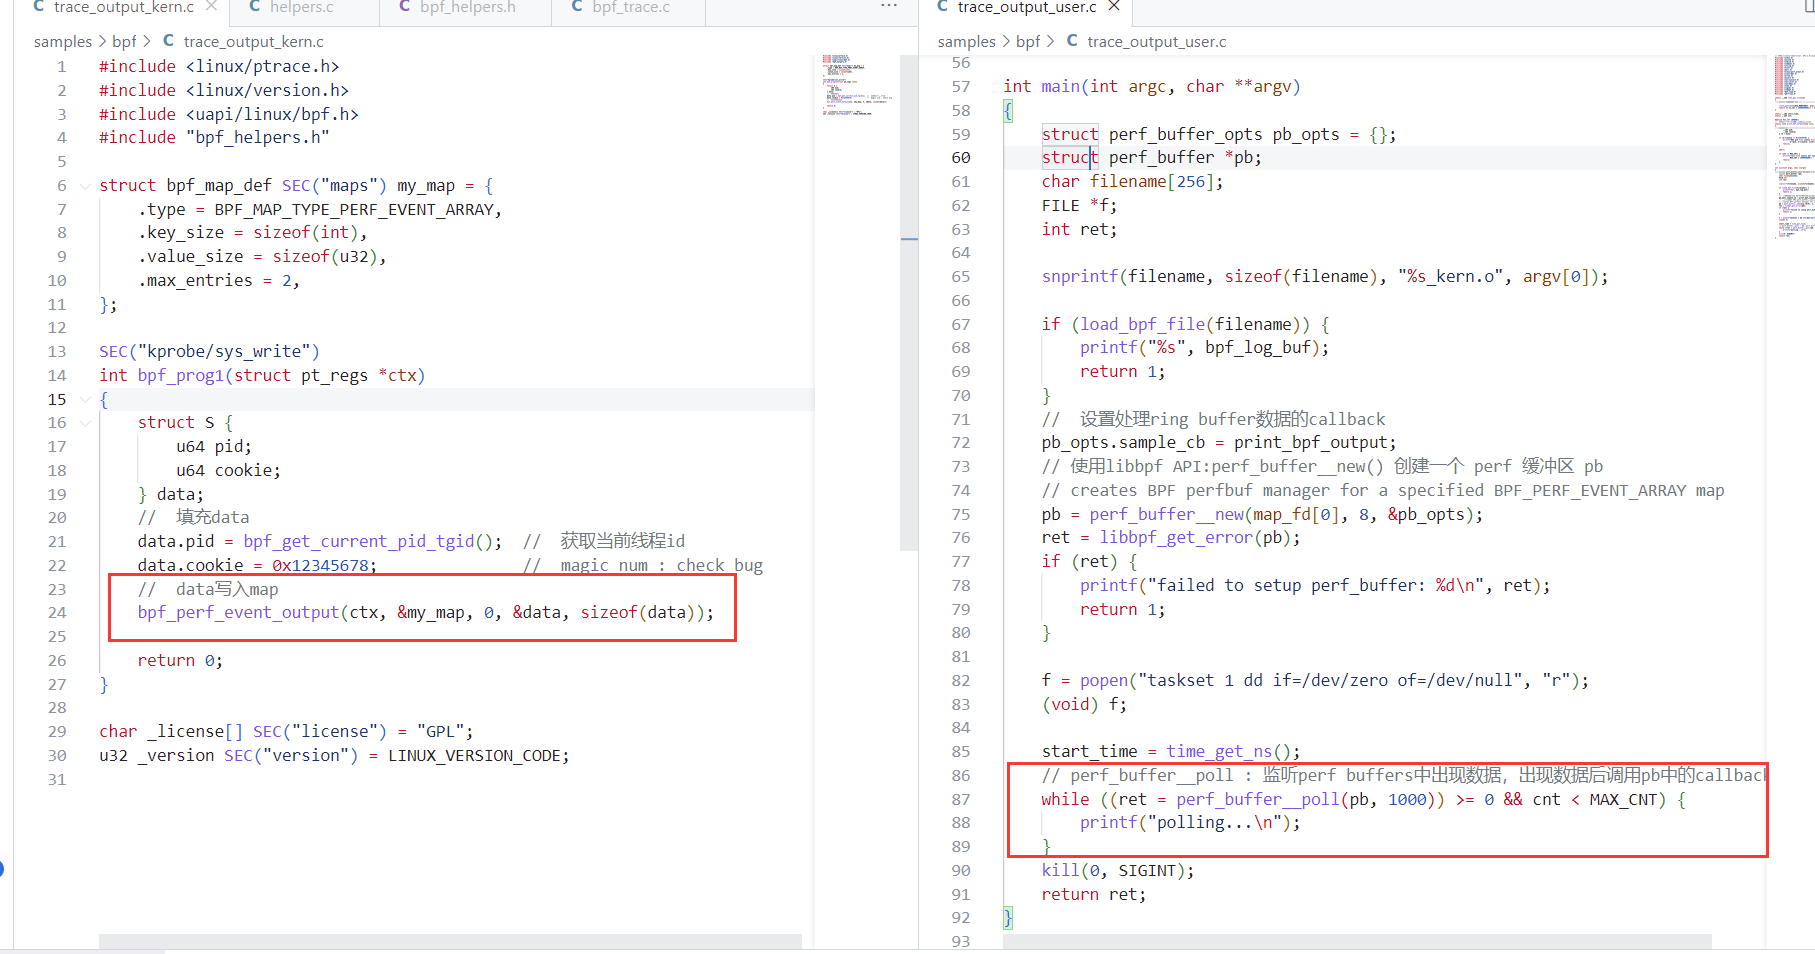 trace_output_kern.c
helpers.c
bpf_helpers.h
bpf_trace.c
samples > bpf > C trace_output_kern.c
1 #include <linux/ptrace.h>
2 #include <linux/version.h>
3 #include <uapi/linux/bpf.h>
4 #include "bpf_helpers.h"
5
6 struct bpf_map_def SEC("maps") my_map = {
7 .type = BPF_MAP_TYPE_PERF_EVENT_ARRAY,
8 .key_size = sizeof(int),
9 .value_size = sizeof(u32),
10 .max_entries = 2,
11 };
12
13 SEC("kprobe/sys_write")
14 int bpf_prog1(struct pt_regs *ctx)
15 {
16 struct S {
17 u64 pid;
18 u64 cookie;
19 } data;
20 // 填充data
21 data.pid = bpf_get_current_pid_tgid(); // 获取当前线程id
22 data.cookie = 0x12345678; // magic num : check bug
23 // data写入map
24 bpf_perf_event_output(ctx, &my_map, 0, &data, sizeof(data));
25
26 return 0;
27 }
28
29 char _license[] SEC("license") = "GPL";
30 u32 _version SEC("version") = LINUX_VERSION_CODE;
31
trace_output_user.c
samples > bpf > C trace_output_user.c
56
57 int main(int argc, char **argv)
58 {
59 struct perf_buffer_opts pb_opts = {};
60 struct perf_buffer *pb;
61 char filename[256];
62 FILE *f;
63 int ret;
64
65 snprintf(filename, sizeof(filename), "%s_kern.o", argv[0]);
66
67 if (load_bpf_file(filename)) {
68 printf("%s", bpf_log_buf);
69 return 1;
70 }
71 // 设置处理ring buffer数据的callback
72 pb_opts.sample_cb = print_bpf_output;
73 // 使用libbpf API:perf_buffer__new() 创建一个 perf 缓冲区 pb
74 // creates BPF perfbuf manager for a specified BPF_PERF_EVENT_ARRAY map
75 pb = perf_buffer__new(map_fd[0], 8, &pb_opts);
76 ret = libbpf_get_error(pb);
77 if (ret) {
78 printf("failed to setup perf_buffer: %d\n", ret);
79 return 1;
80 }
81
82 f = popen("taskset 1 dd if=/dev/zero of=/dev/null", "r");
83 (void) f;
84
85 start_time = time_get_ns();
86 // perf_buffer__poll : 监听perf buffers中出现数据，出现数据后调用pb中的callback
87 while ((ret = perf_buffer__poll(pb, 1000)) >= 0 && cnt < MAX_CNT) {
88 printf("polling...\n");
89 }
90 kill(0, SIGINT);
91 return ret;
92 }
93